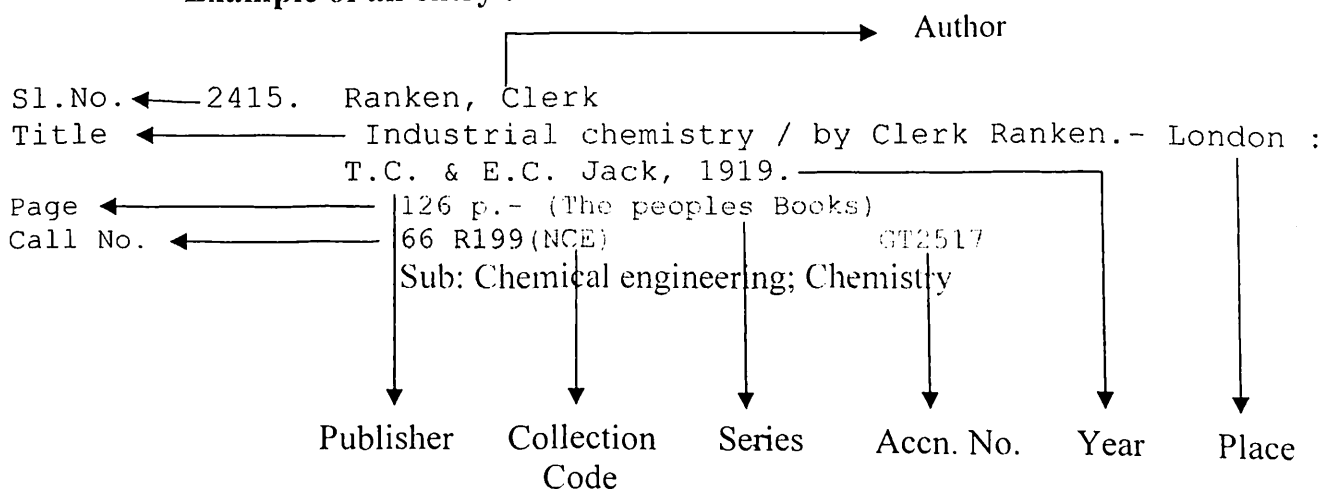 Example of an entry :
Author
Sl.No. 2415. Ranken, Clerk
Title Industrial chemistry / by Clerk Ranken.- London :
T.C. & E.C. Jack, 1919.
Page 126 p.- (The peoples Books)
Call No. 66 R199(NCE) GT2517
Sub: Chemical engineering; Chemistry
Publisher Collection Series Accn. No. Year Place
Code